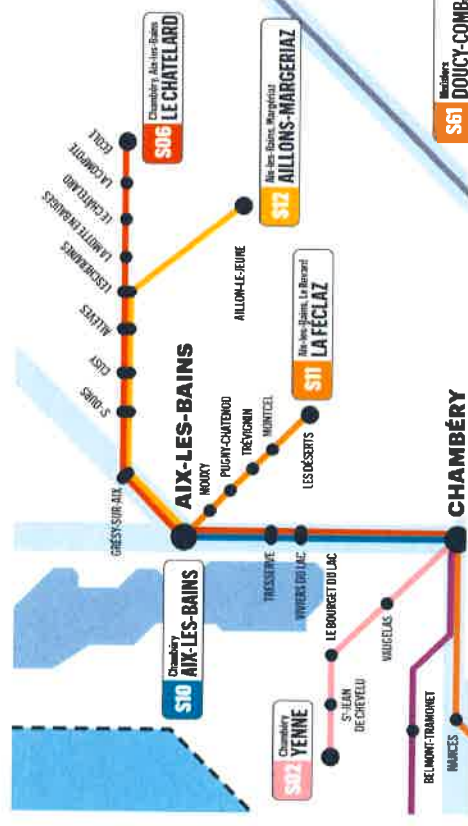 S61
Modalors
DOUCY-COMB
ÉCOLE
LA COMPOTE
LE CHÂTELARD
LA MOTTE EN BAUGES
LESCHERAINES
ALLÈVES
CUSY
S^T-OURS
GRÉSY-SUR-AIX
S06
Chambéry, Aix-les-Bains
LE CHATELARD
S12
Aix-les-Bains, Margériaz
AILLONS-MARGERIAZ
AILLON-LE-JEUNE
S11
Aix-les-Bains, Le Revard
LA FÉCLAZ
AIX-LES-BAINS
MOUXY
PUGNY-CHATENOD
TRÉVIGNIN
MONTCEL
LES DÉSERTS
S10
Chambéry
AIX-LES-BAINS
TRESSERVE
VIVIERS DU LAC
LE BOURGET DU LAC
VAUGELAS
S^T-JEAN
DE CHEVELU
S02
Chambéry
YENNE
CHAMBÉRY
BELMONT-TRAMONET
NANCES